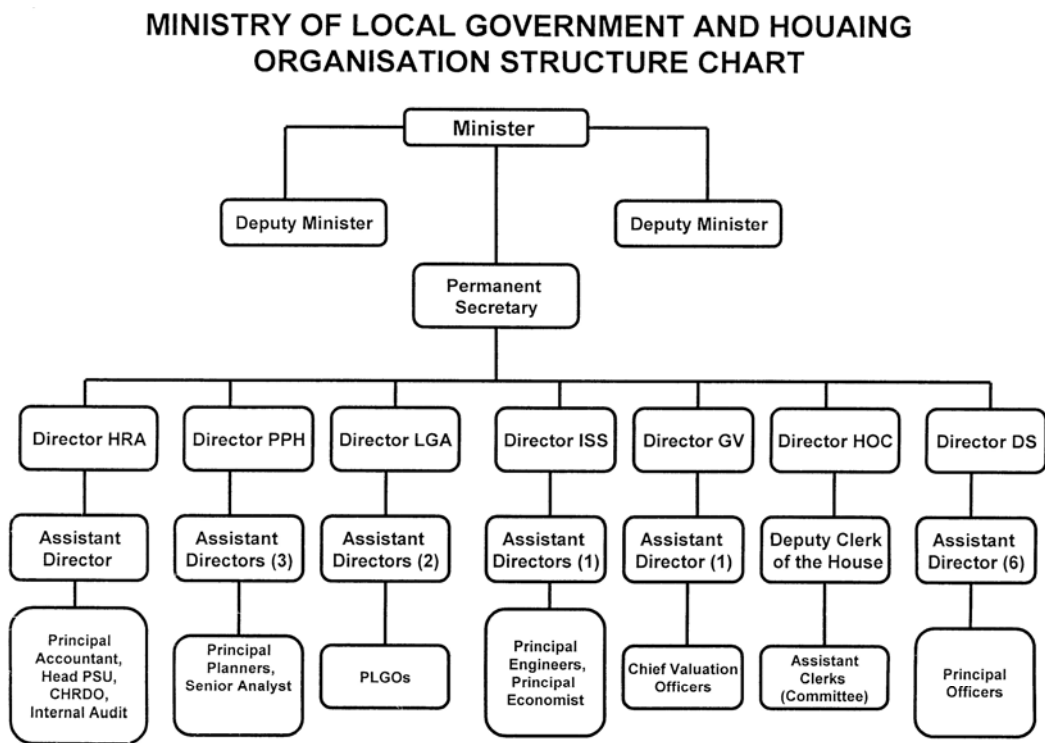 MINISTRY OF LOCAL GOVERNMENT AND HOUAING
ORGANISATION STRUCTURE CHART
Minister
Deputy Minister
Deputy Minister
Permanent
Secretary
Director HRA
Director PPH
Director LGA
Director ISS
Director GV
Director HOC
Director DS
Assistant
Director
Assistant
Directors (3)
Assistant
Directors (2)
Assistant
Directors (1)
Assistant
Director (1)
Deputy Clerk
of the House
Assistant
Director (6)
Principal
Accountant,
Head PSU,
CHRDO,
Internal Audit
Principal
Planners,
Senior Analyst
PLGOs
Principal
Engineers,
Principal
Economist
Chief Valuation
Officers
Assistant
Clerks
(Committee)
Principal
Officers